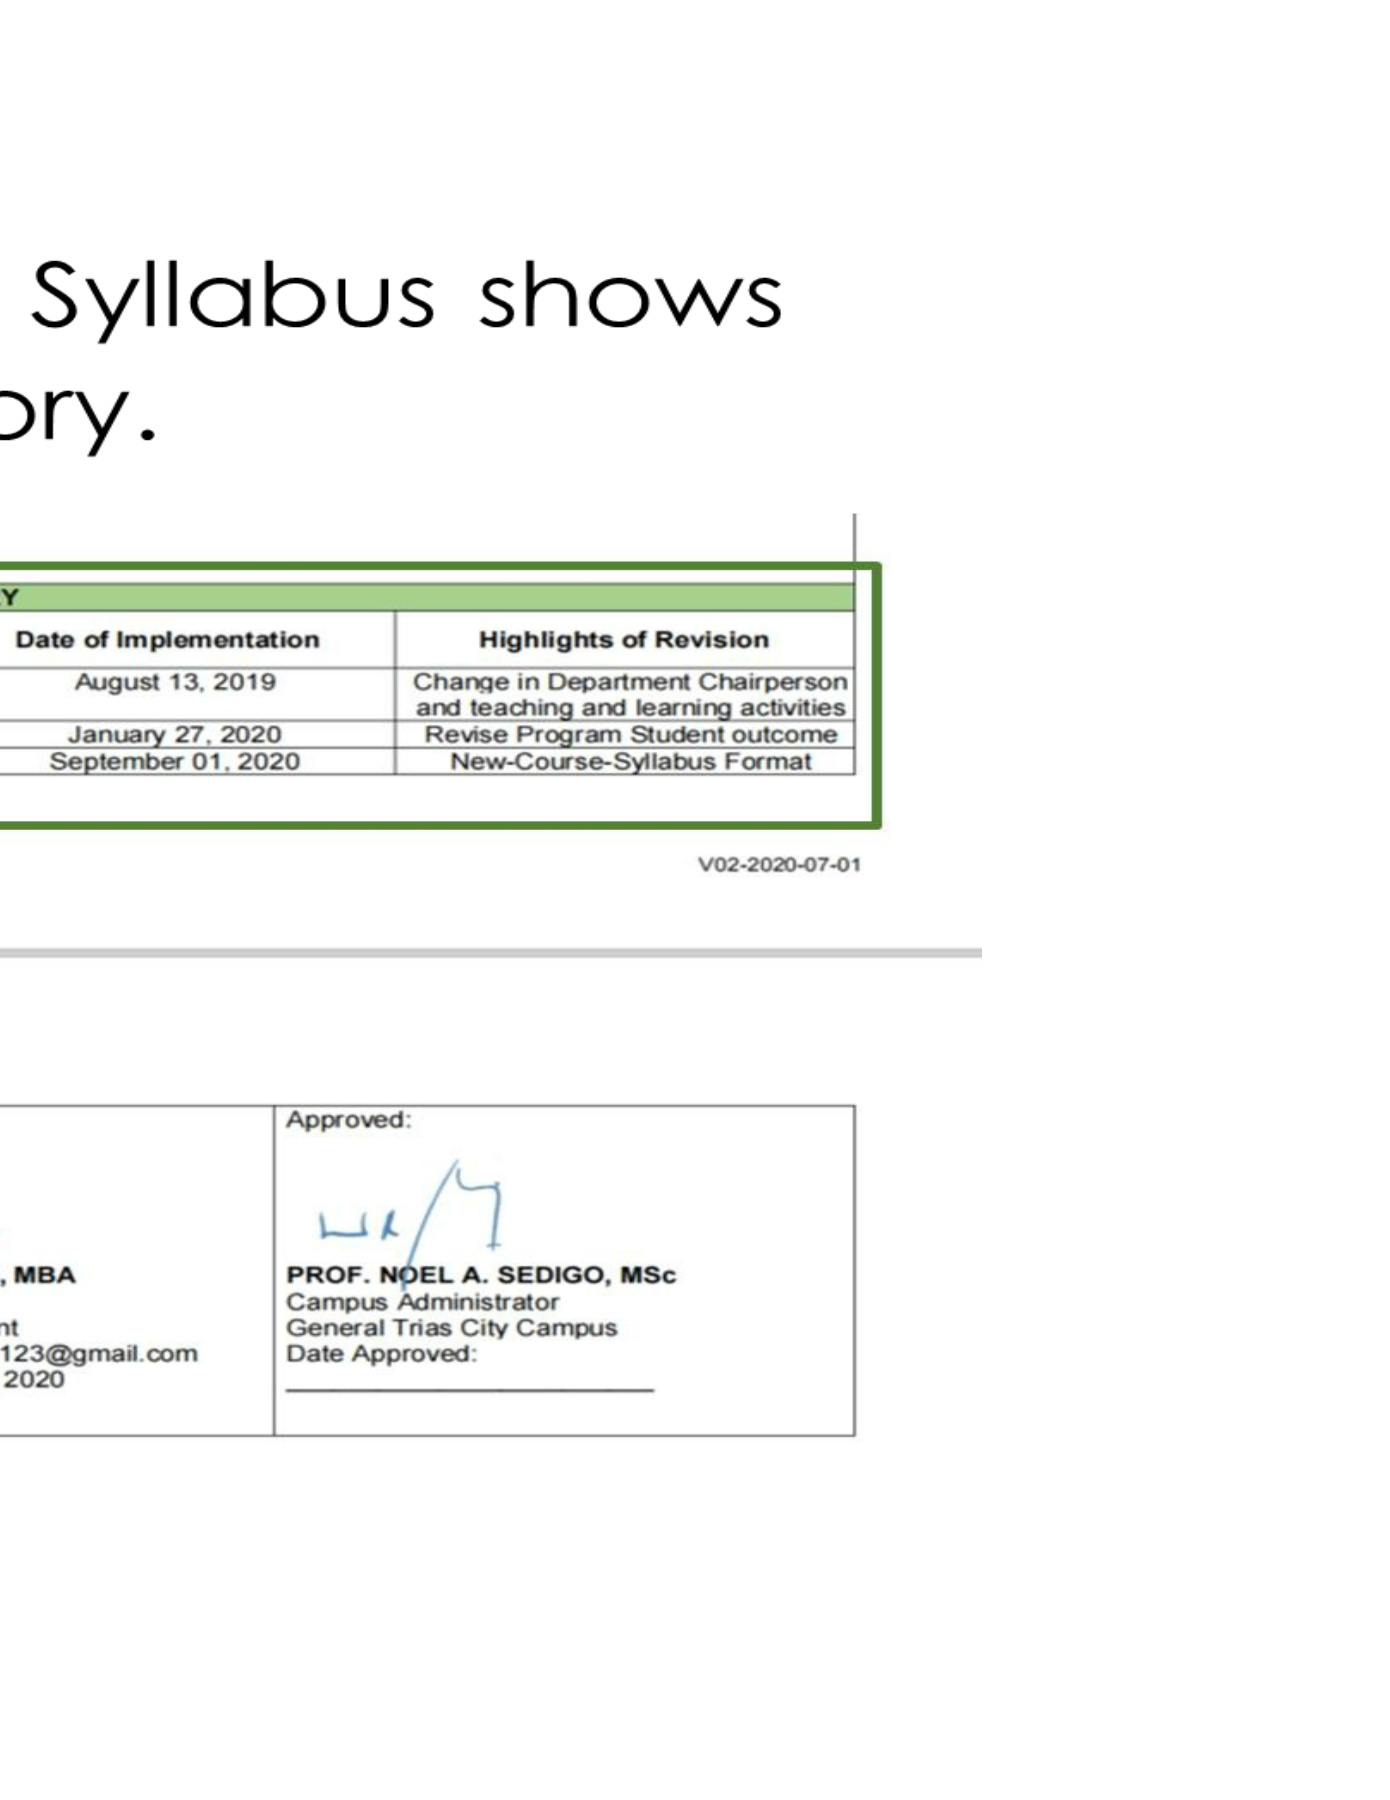 Syllabus shows
ory.
Y
Date of Implementation Highlights of Revision
August 13, 2019 Change in Department Chairperson
and teaching and learning activities
January 27, 2020 Revise Program Student outcome
September 01, 2020 New-Course-Syllabus Format
V02-2020-07-01
Approved:
, MBA PROF. NOEL A. SEDIGO, MSc
Campus Administrator
nt General Trias City Campus
123@gmail.com Date Approved:
2020